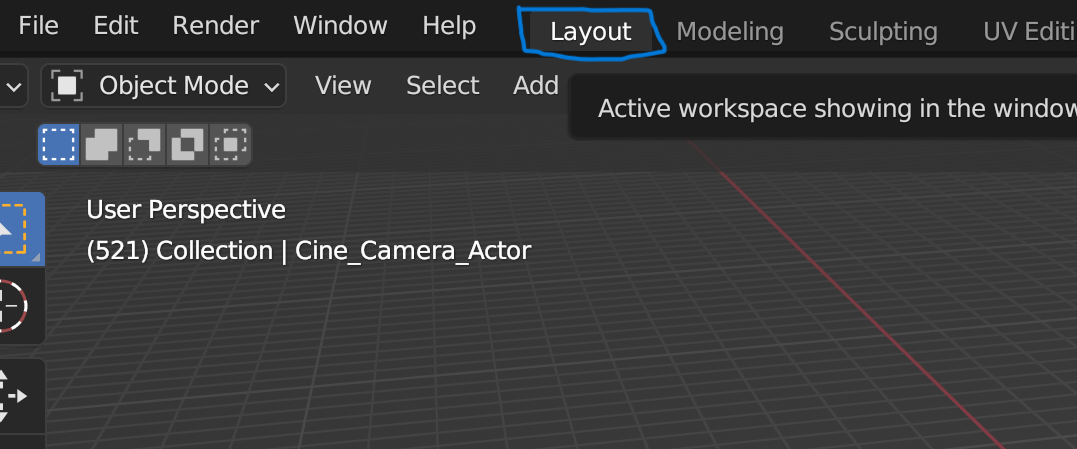 File Edit Render Window Help Layout Modeling Sculpting UV Editi
Object Mode View Select Add
Active workspace showing in the window
User Perspective
(521) Collection | Cine_Camera_Actor